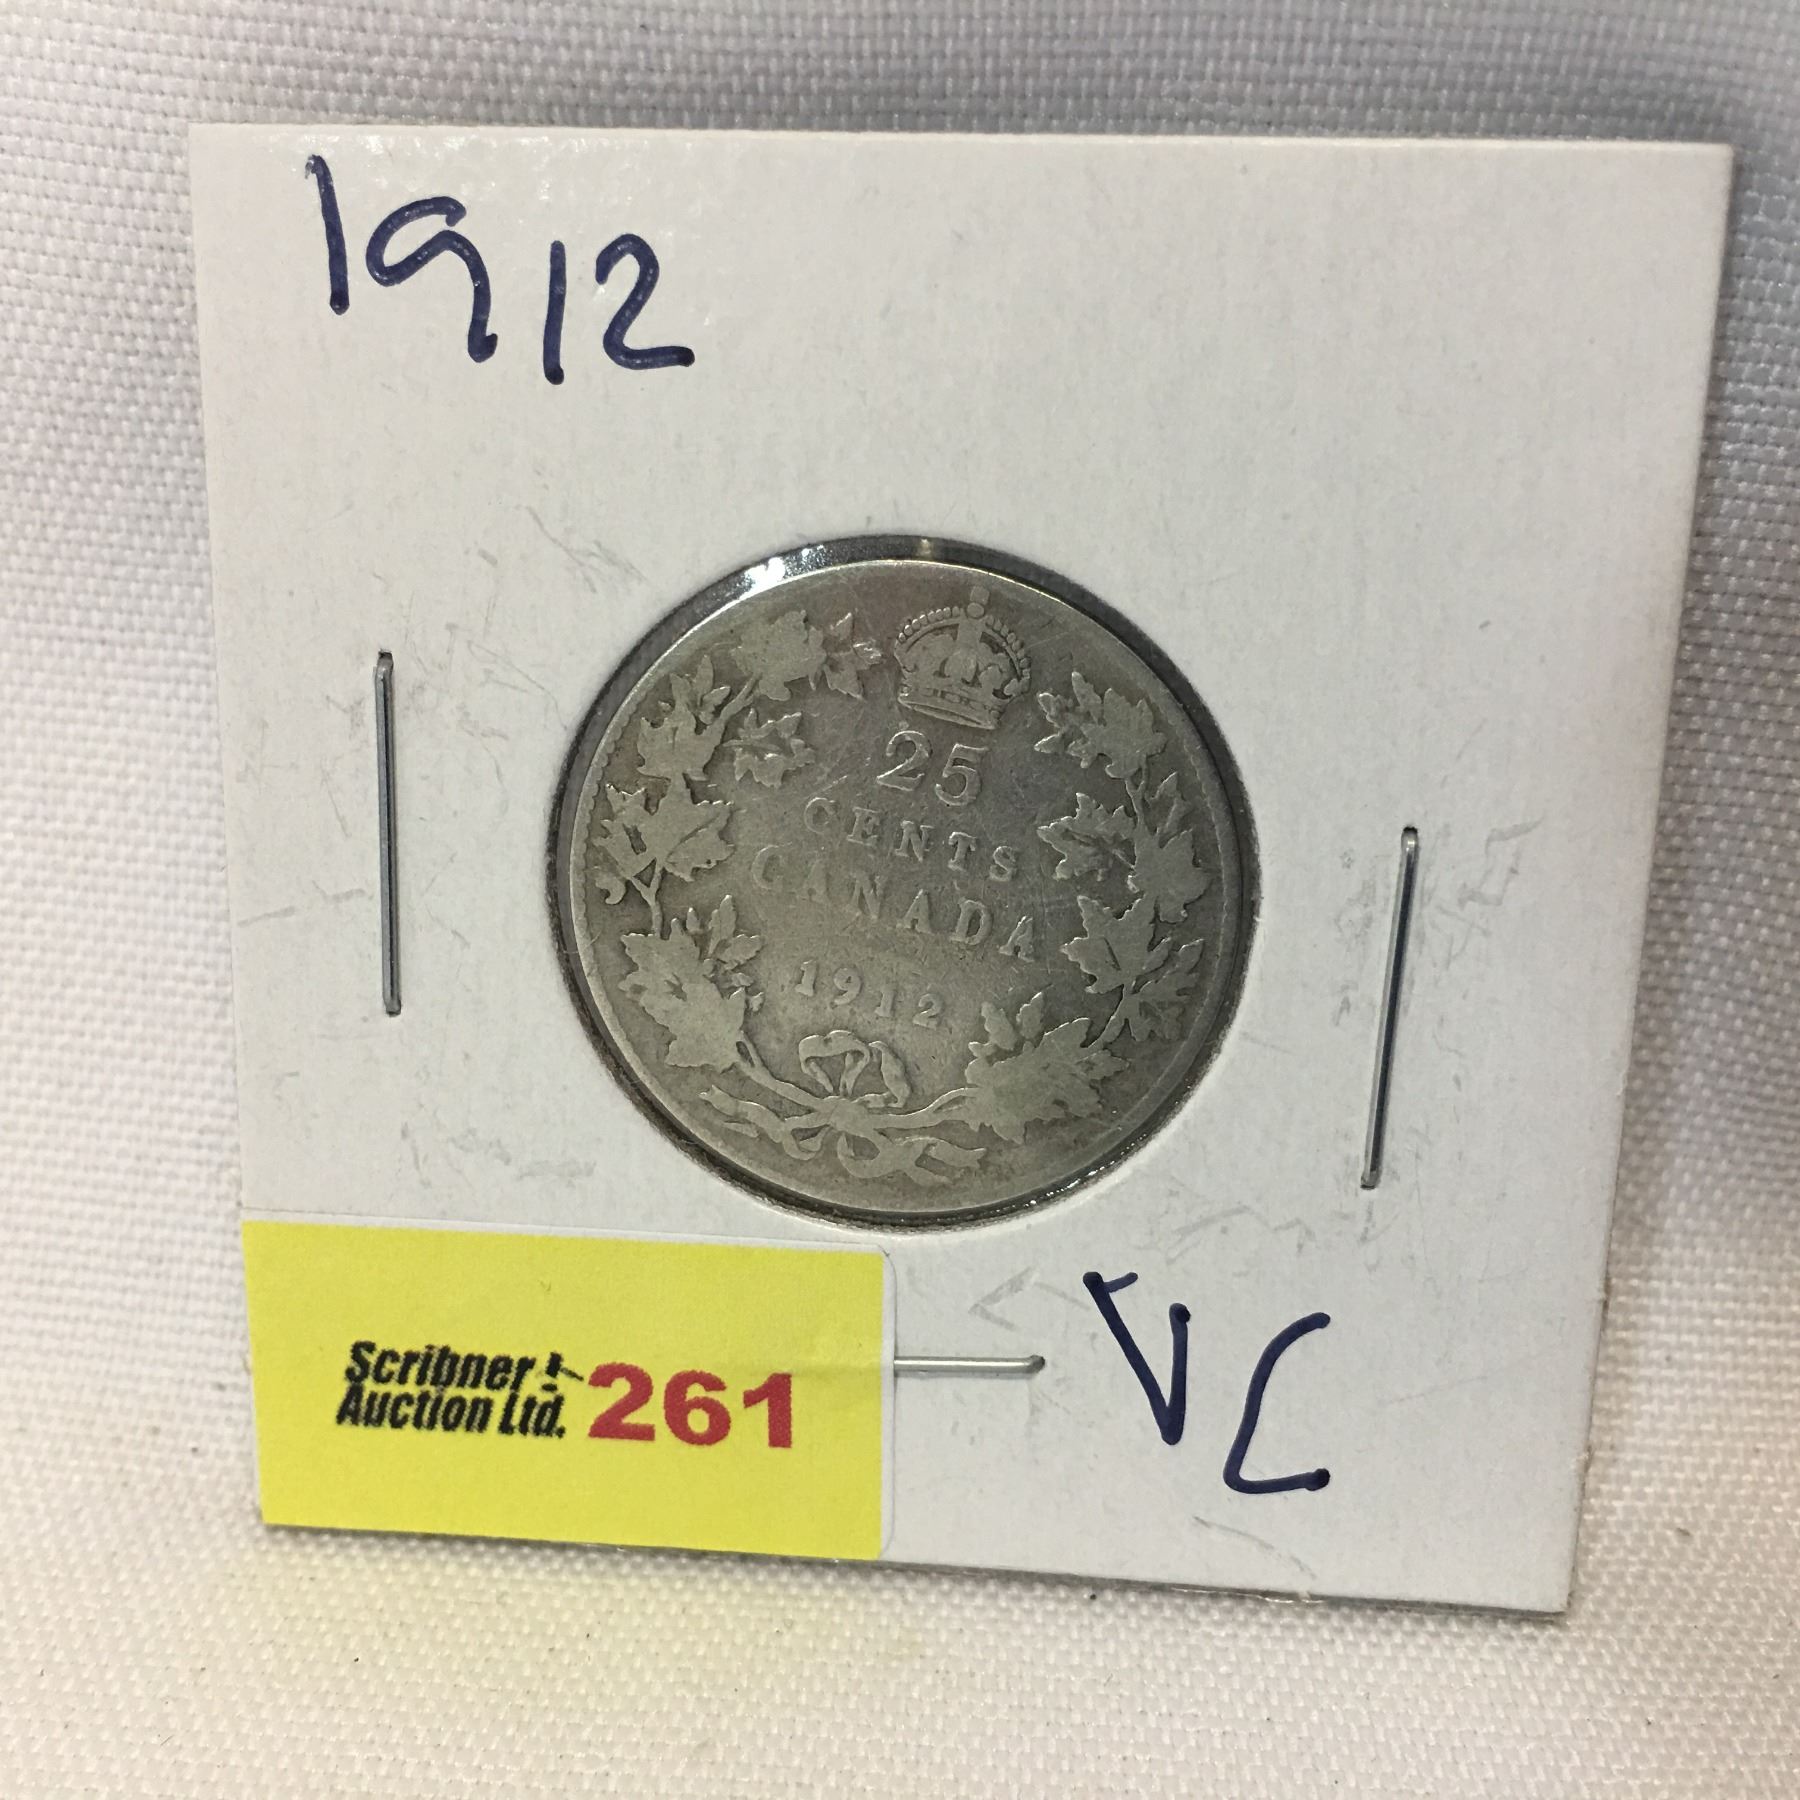 1912
25
CENTS
CANADA
1912
Scribner
Auction Ltd.
261
VC